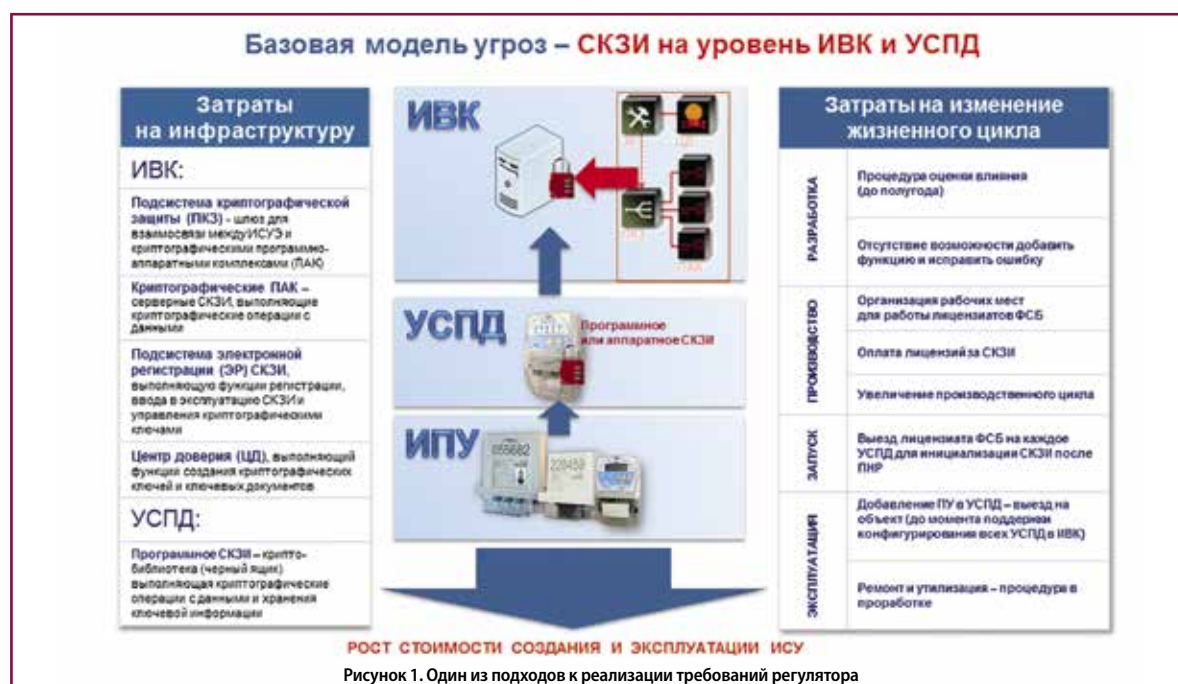 Базовая модель угроз – СКЗИ на уровень ИВК и УСПД
Затраты
на инфраструктуру
ИВК:
Подсистема криптографической
защиты (ПКЗ) - шлюз для
взаимосвязи между ИСУЭ и
криптографическими программно-
аппаратными комплексами (ПАК)
Криптографические ПАК –
серверные СКЗИ, выполняющие
криптографические операции с
данными
Подсистема электронной
регистрации (ЭР) СКЗИ,
выполняющую функции регистрации,
ввода в эксплуатацию СКЗИ и
управления криптографическими
ключами
Центр доверия (ЦД), выполняющий
функции создания криптографических
ключей и ключевых документов
УСПД:
Программное СКЗИ – крипто-
библиотека (черный ящик)
выполняющая криптографические
операции с данными и хранения
ключевой информации
ИВК
УСПД
Программное
или аппаратное СКЗИ
ИПУ
055682
Затраты на изменение
жизненного цикла
РАЗРАБОТКА
Процедура оценки влияния
(до полугода)
Отсутствие возможности добавить
функцию и исправить ошибку
ПРОИЗВОДСТВО
Организация рабочих мест
для работы лицензиатов ФСБ
Оплата лицензий за СКЗИ
Увеличение производственного цикла
ЗАПУСК
Выезд лицензиата ФСБ на каждое
УСПД для инициализации СКЗИ после
ПНР
ЭКСПЛУАТАЦИЯ
Добавление ПУ в УСПД – выезд на
объект (до момента поддержки
конфигурирования всех УСПД в ИВК)
Ремонт и утилизация – процедура в
проработке
РОСТ СТОИМОСТИ СОЗДАНИЯ И ЭКСПЛУАТАЦИИ ИСУ
Рисунок 1. Один из подходов к реализации требований регулятора